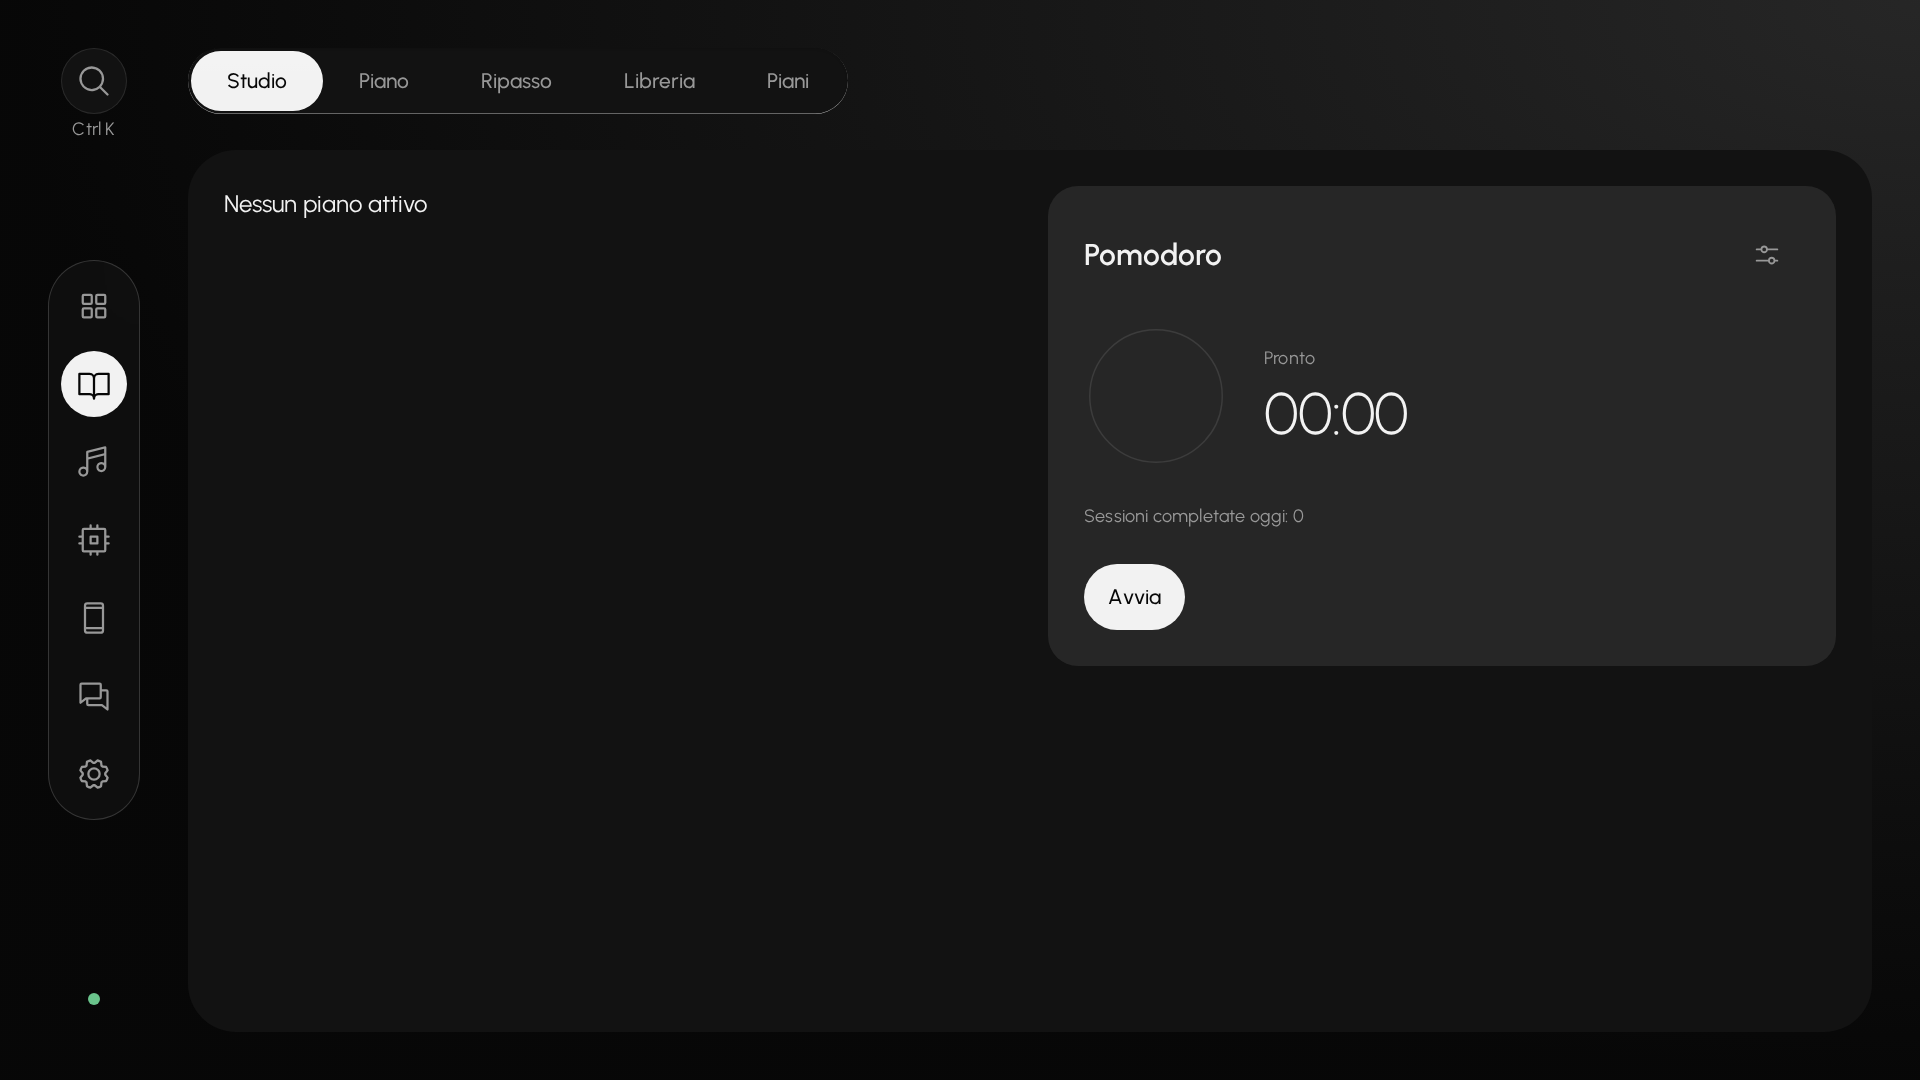 Studio
Piano
Ripasso
Libreria
Piani
Ctrl K
Nessun piano attivo
Pomodoro
Pronto
00:00
Sessioni completate oggi: 0
Avvia